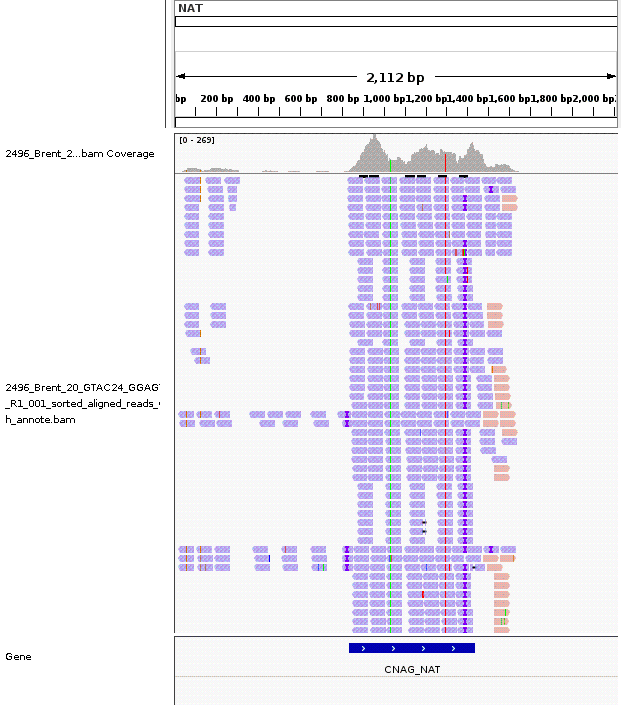 NAT
2,112 bp
bp 200 bp 400 bp 600 bp 800 bp 1,000 bp 1,200 bp 1,400 bp 1,600 bp 1,800 bp 2,000 bp 2,
2496_Brent_2...bam Coverage
[0 - 269]
2496_Brent_20_GTAC24_GGAG
_R1_001_sorted_aligned_reads_
h_annote.bam
Gene
CNAG_NAT